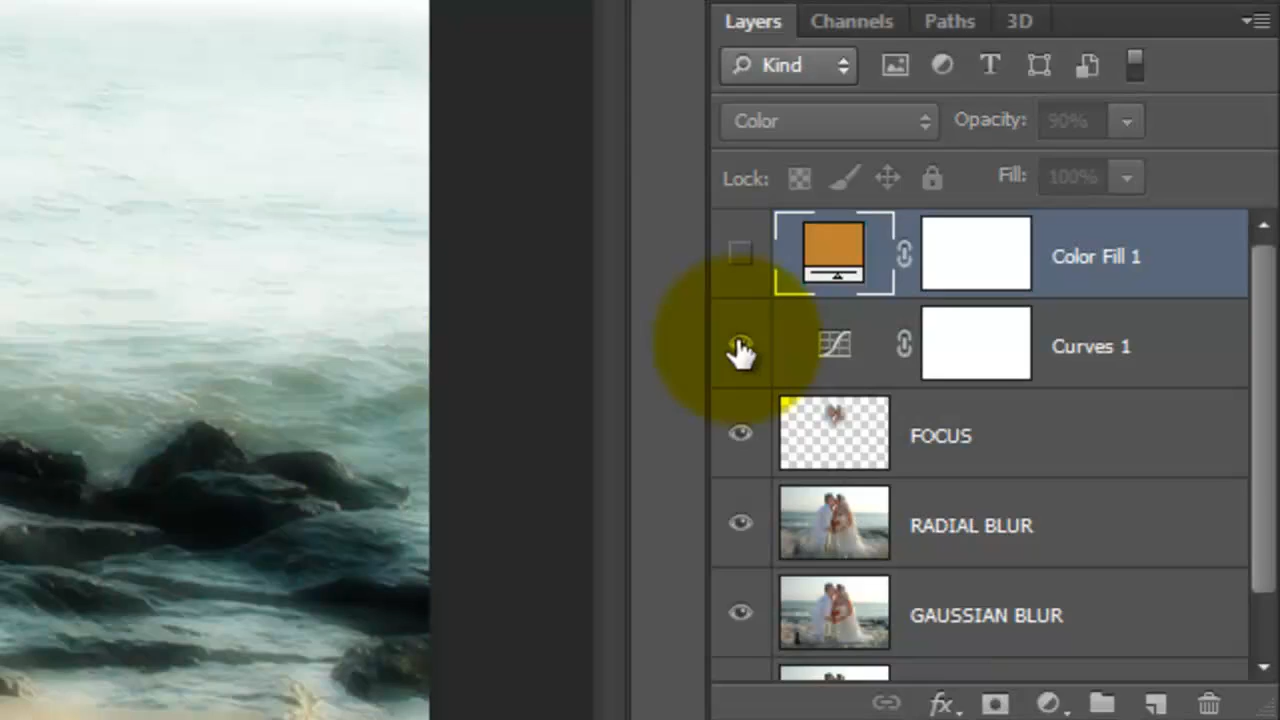 Layers Channels Paths 3D
Kind T
Color Opacity: 90%
Lock: Fill: 100%
Color Fill 1
Curves 1
FOCUS
RADIAL BLUR
GAUSSIAN BLUR
fx